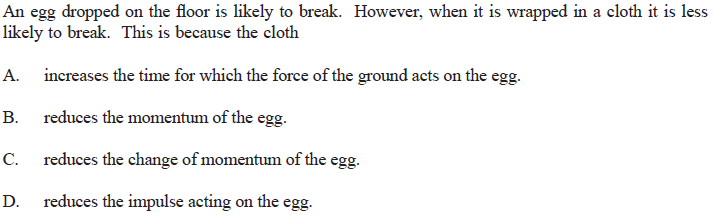 An egg dropped on the floor is likely to break. However, when it is wrapped in a cloth it is less
likely to break. This is because the cloth
A. increases the time for which the force of the ground acts on the egg.
B. reduces the momentum of the egg.
C. reduces the change of momentum of the egg.
D. reduces the impulse acting on the egg.